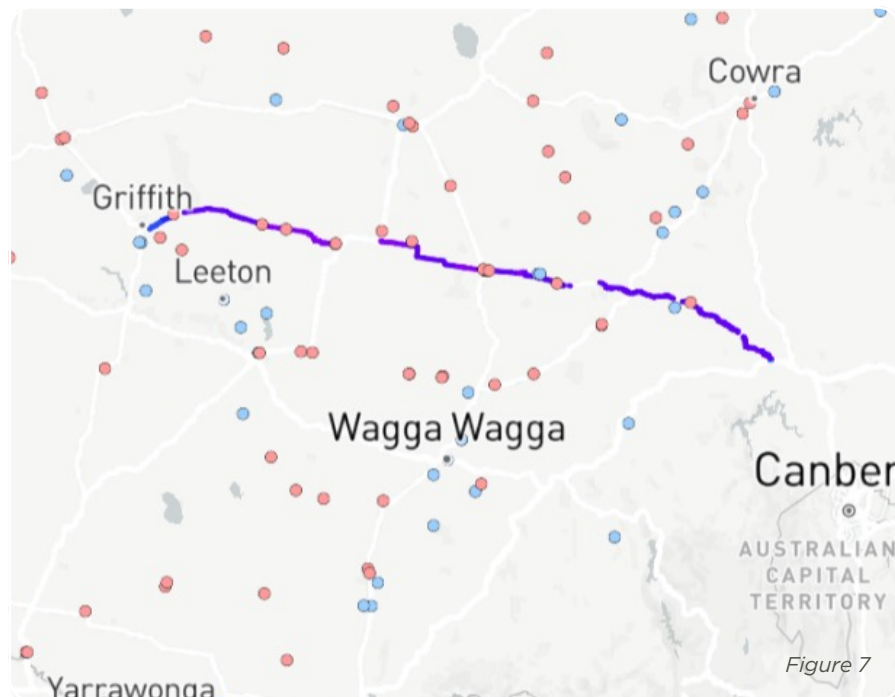 Cowra
Griffith
Leeton
Wagga Wagga
Canber
AUSTRALIAN
CAPITAL
TERRITORY
Figure 7
Yarrawonga